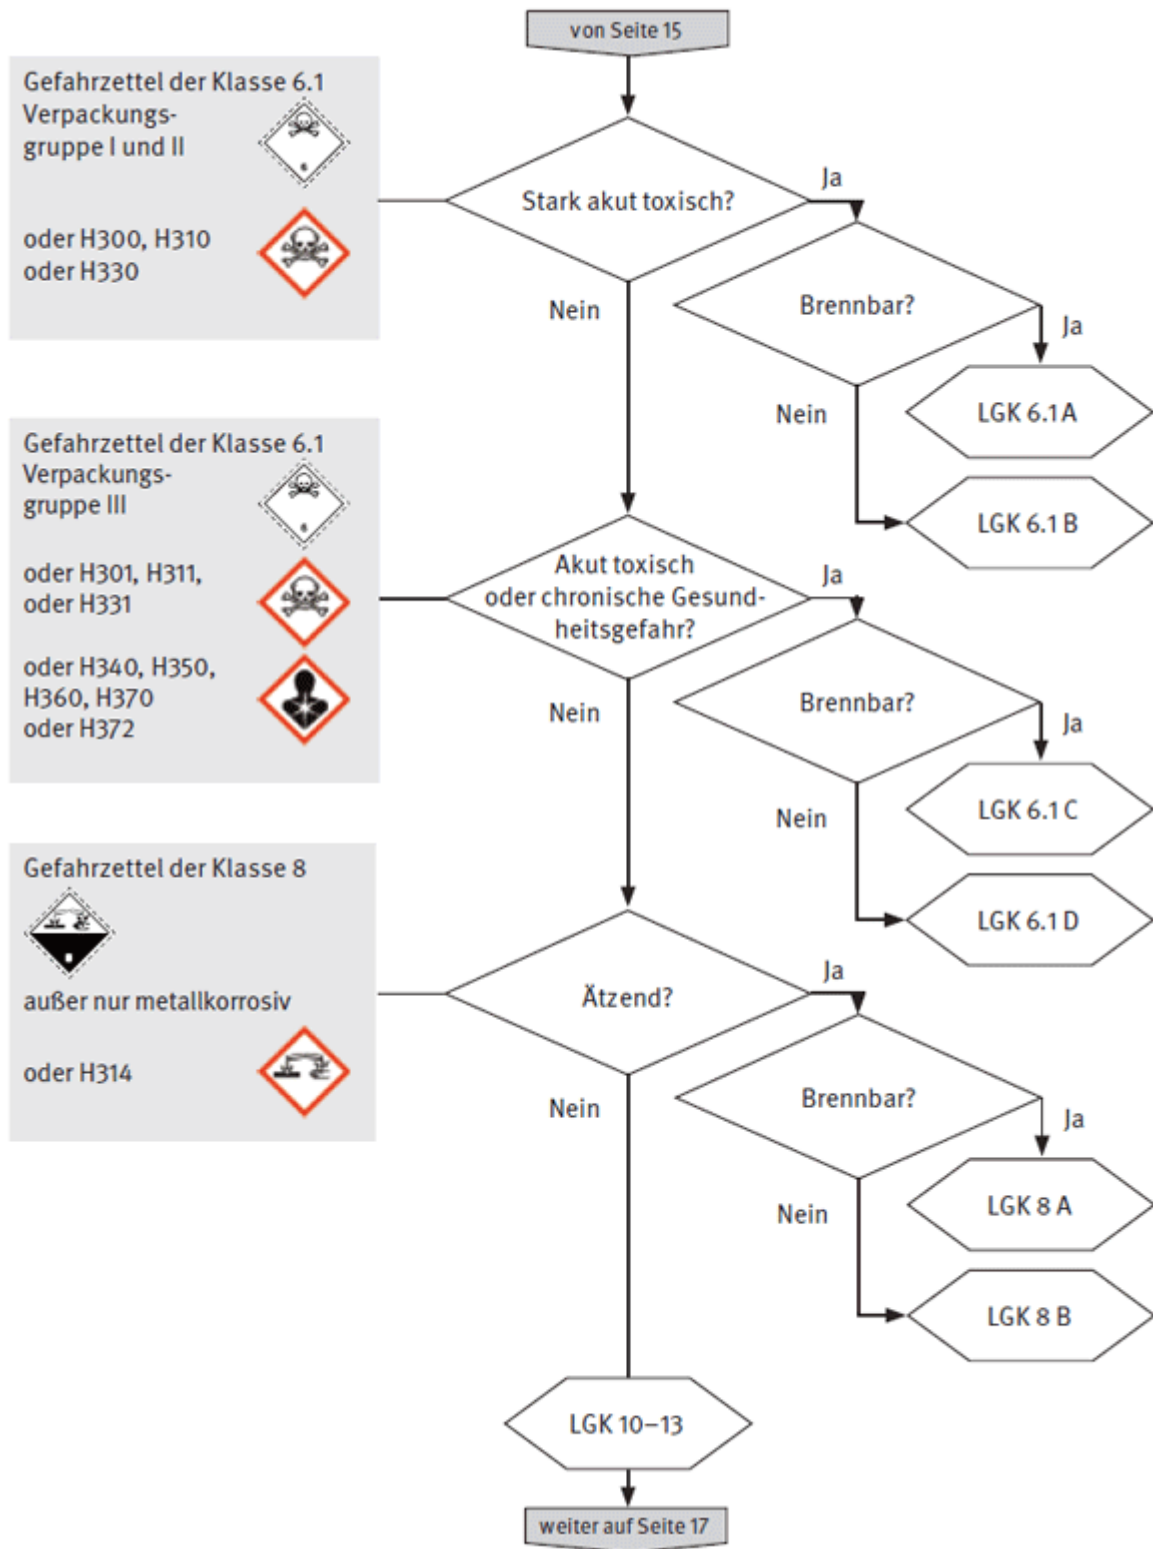 von Seite 15
Gefahrzettel der Klasse 6.1
Verpackungs-
gruppe I und II
6
oder H300, H310
oder H330
Stark akut toxisch?
Ja
Nein
Brennbar?
Ja
Nein
LGK 6.1 A
LGK 6.1 B
Gefahrzettel der Klasse 6.1
Verpackungs-
gruppe III
6
oder H301, H311,
oder H331
oder H340, H350,
H360, H370
oder H372
Akut toxisch
oder chronische Gesund-
heitsgefahr?
Ja
Nein
Brennbar?
Ja
Nein
LGK 6.1 C
LGK 6.1 D
Gefahrzettel der Klasse 8
8
außer nur metallkorrosiv
oder H314
Ätzend?
Ja
Nein
Brennbar?
Ja
Nein
LGK 8 A
LGK 8 B
LGK 10–13
weiter auf Seite 17